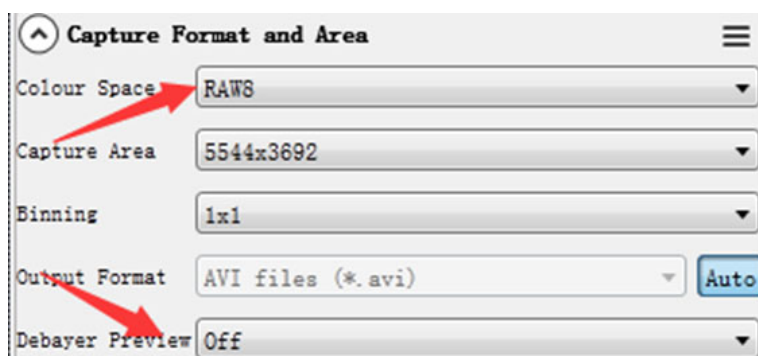 Capture Format and Area
Colour Space RAW8
Capture Area 5544x3692
Binning 1x1
Output Format AVI files (*.avi) Auto
Debayer Preview Off